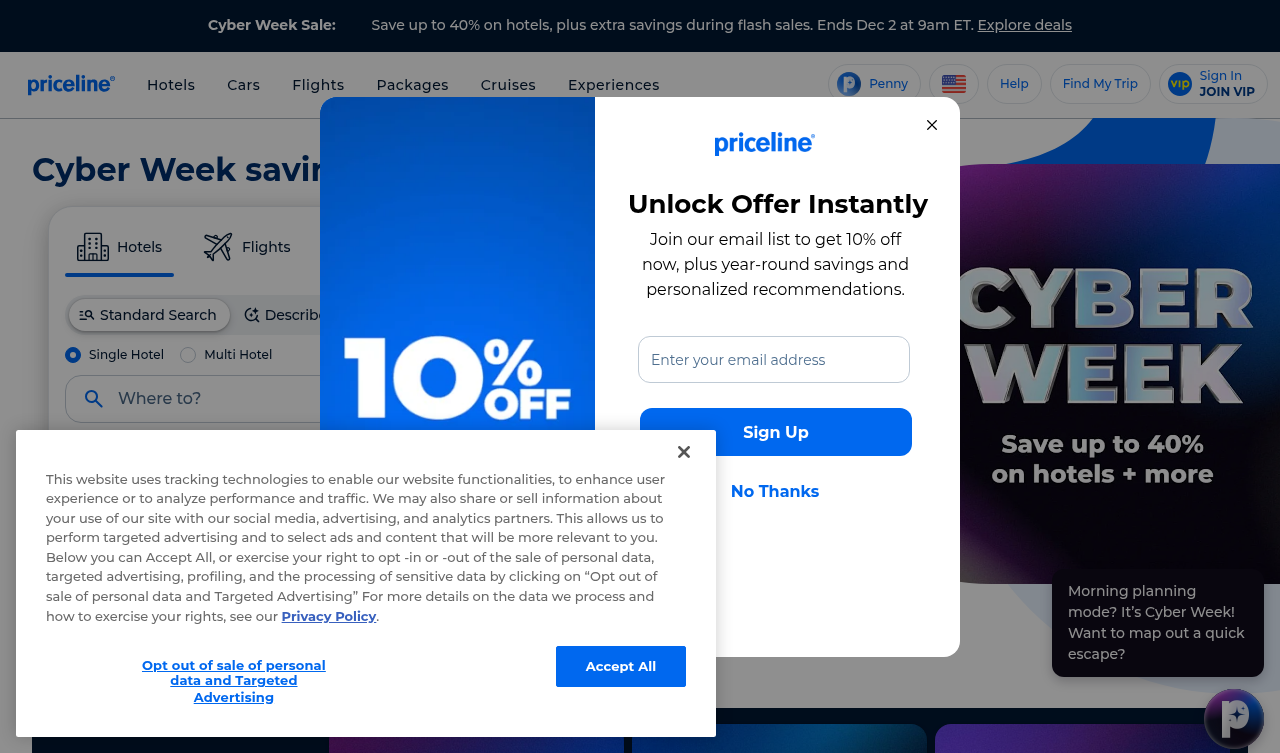 Cyber Week Sale: Save up to 40% on hotels, plus extra savings during flash sales. Ends Dec 2 at 9am ET. Explore deals
priceline®
Hotels Cars Flights Packages Cruises Experiences
Penny
Help
Find My Trip
VIP
Sign In
JOIN VIP
Cyber Week savin
Hotels
Flights
Standard Search
Describe
Single Hotel
Multi Hotel
Where to?
10% OFF
priceline®
Unlock Offer Instantly
Join our email list to get 10% off
now, plus year-round savings and
personalized recommendations.
Enter your email address
Sign Up
No Thanks
CYBER
WEEK
Save up to 40%
on hotels + more
Morning planning
mode? It’s Cyber Week!
Want to map out a quick
escape?
This website uses tracking technologies to enable our website functionalities, to enhance user
experience or to analyze performance and traffic. We may also share or sell information about
your use of our site with our social media, advertising, and analytics partners. This allows us to
perform targeted advertising and to select ads and content that will be more relevant to you.
Below you can Accept All, or exercise your right to opt -in or -out of the sale of personal data,
targeted advertising, profiling, and the processing of sensitive data by clicking on “Opt out of
sale of personal data and Targeted Advertising” For more details on the data we process and
how to exercise your rights, see our Privacy Policy.
Opt out of sale of personal
data and Targeted
Advertising
Accept All